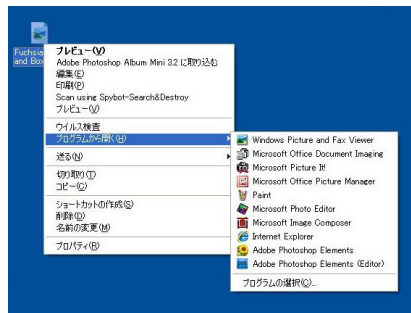 Fuchsia
and Box
プレビュー(V)
Adobe Photoshop Album Mini 3.2 に取り込む
編集(E)
印刷(P)
Scan using Spybot-Search&Destroy
プレビュー(V)
ウイルス検査
プログラムから開く(H)
送る(N)
切り取り(T)
コピー(C)
ショートカットの作成(S)
削除(D)
名前の変更(M)
プロパティ(R)
Windows Picture and Fax Viewer
Microsoft Office Document Imaging
Microsoft Picture It!
Microsoft Office Picture Manager
Paint
Microsoft Photo Editor
Microsoft Image Composer
Internet Explorer
Adobe Photoshop Elements
Adobe Photoshop Elements (Editor)
プログラムの選択(C)...